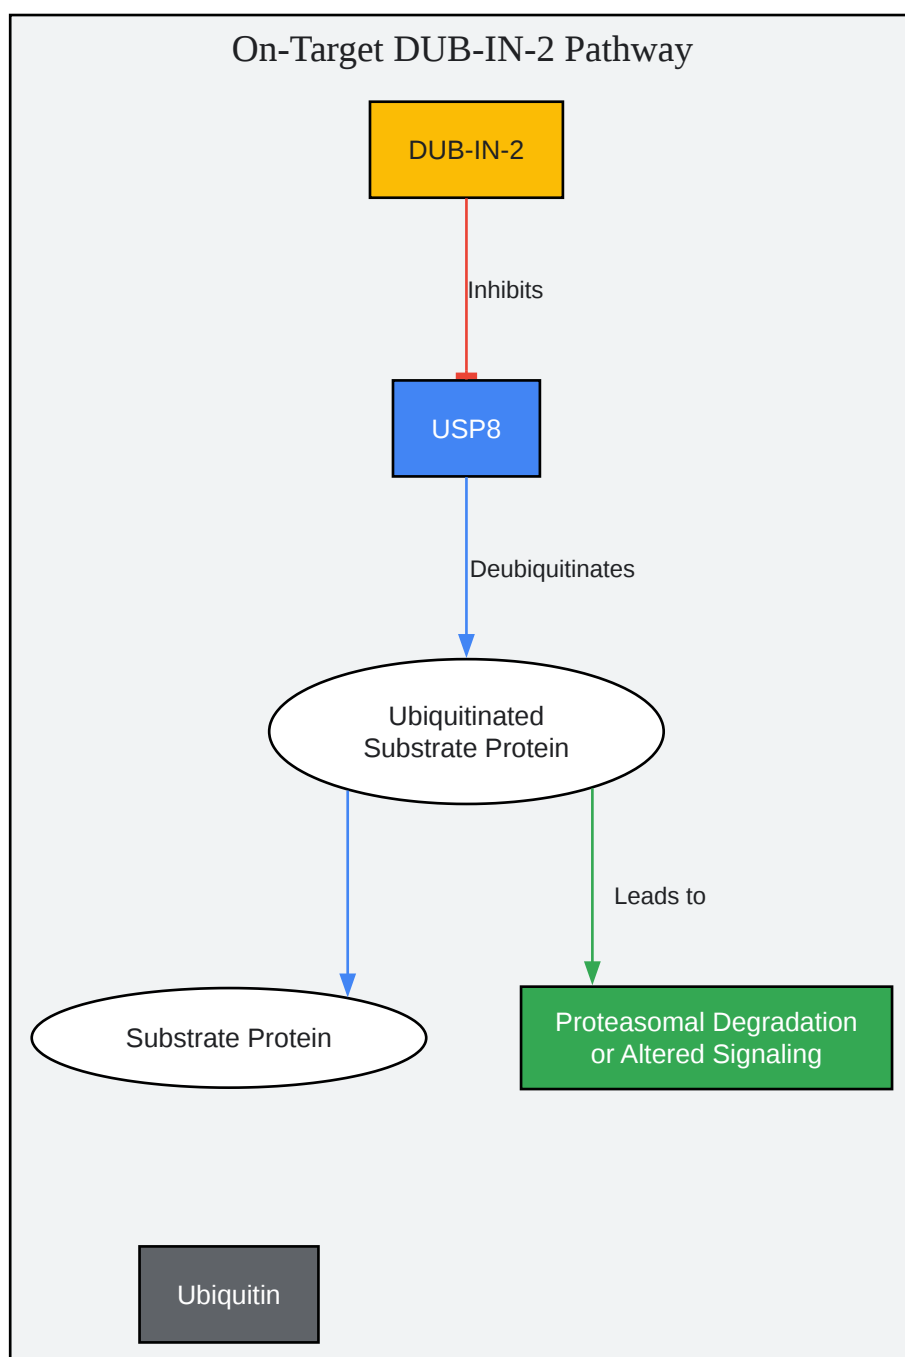 On-Target DUB-IN-2 Pathway
DUB-IN-2
Inhibits
USP8
Deubiquitinates
Ubiquitinated
Substrate Protein
Leads to
Substrate Protein
Proteasomal Degradation
or Altered Signaling
Ubiquitin